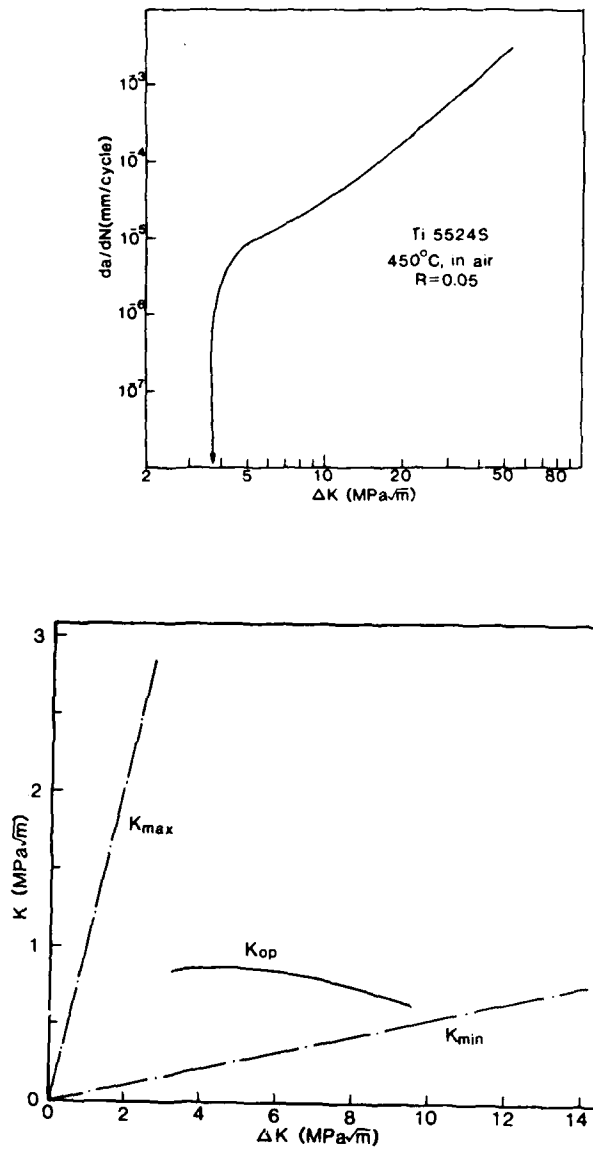 da/dN(mm/cycle)
10⁻³
10⁻⁴
10⁻⁵
10⁻⁶
10⁻⁷
Ti 5524S
450°C, in air
R=0.05
2 5 10 20 50 80
ΔK (MPa√m)
K (MPa√m)
3
2
1
0
Kmax
Kop
Kmin
0 2 4 6 8 10 12 14
ΔK (MPa√m)